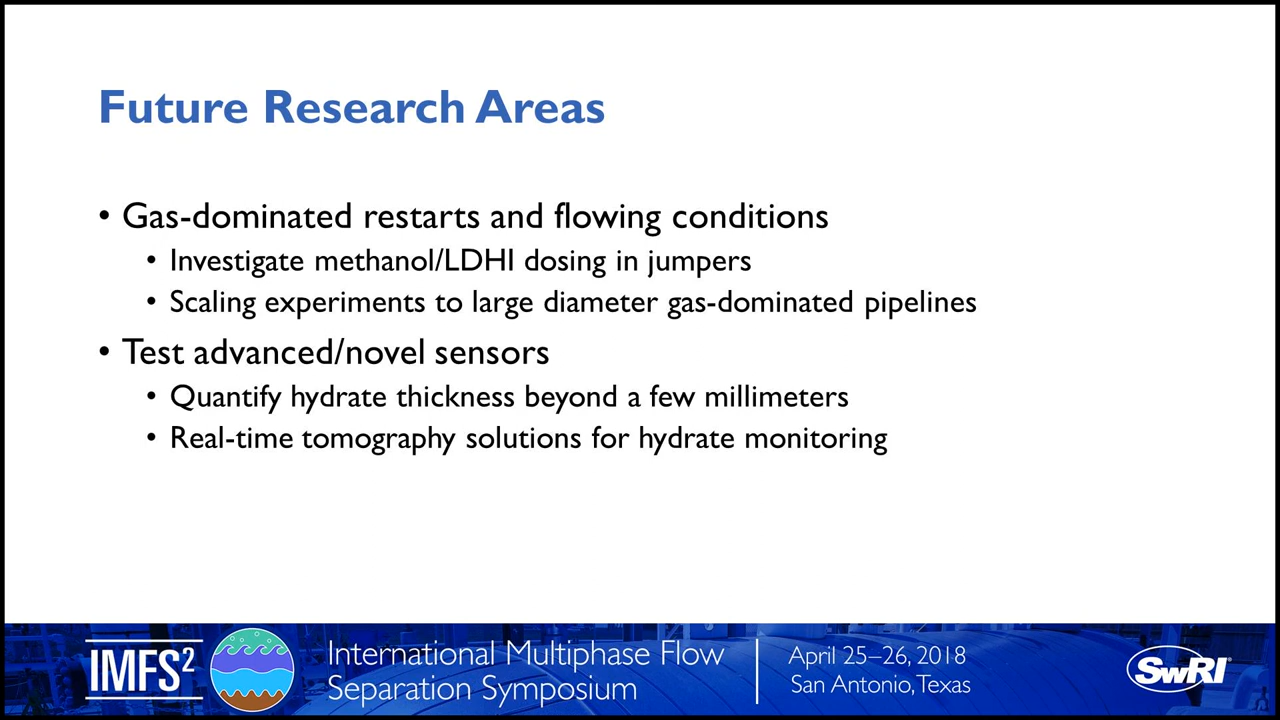 Future Research Areas
• Gas-dominated restarts and flowing conditions
• Investigate methanol/LDHI dosing in jumpers
• Scaling experiments to large diameter gas-dominated pipelines
• Test advanced/novel sensors
• Quantify hydrate thickness beyond a few millimeters
• Real-time tomography solutions for hydrate monitoring
IMFS²
International Multiphase Flow
Separation Symposium
April 25–26, 2018
San Antonio, Texas
SwRI®